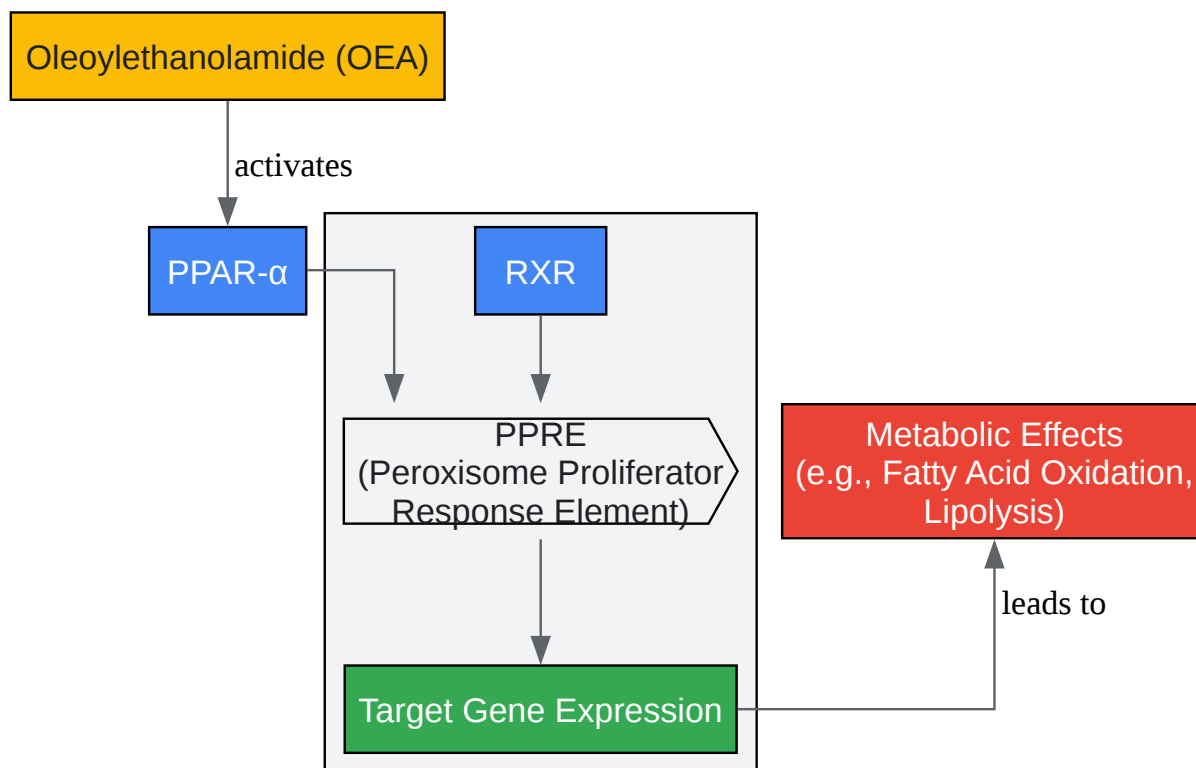 Oleoylethanolamide (OEA)
activates
PPAR-α
RXR
PPRE
(Peroxisome Proliferator
Response Element)
Metabolic Effects
(e.g., Fatty Acid Oxidation,
Lipolysis)
leads to
Target Gene Expression